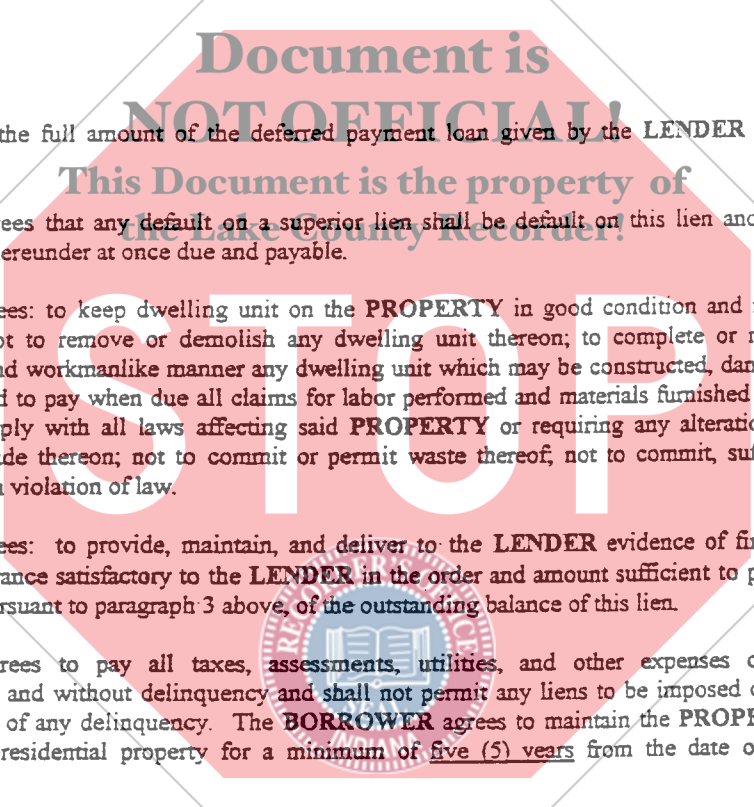 Document is
NOT OFFICIAL!
the full amount of the deferred payment loan given by the LENDER
This Document is the property of
rees that any default on a superior lien shall be default on this lien and
the Lake County Recorder!
ereunder at once due and payable.
ees: to keep dwelling unit on the PROPERTY in good condition and
ot to remove or demolish any dwelling unit thereon; to complete or
nd workmanlike manner any dwelling unit which may be constructed, dam
d to pay when due all claims for labor performed and materials furnished
ply with all laws affecting said PROPERTY or requiring any alteratio
de thereon; not to commit or permit waste thereof; not to commit, suf
violation of law.
STOP
ees: to provide, maintain, and deliver to the LENDER evidence of fir
rance satisfactory to the LENDER in the order and amount sufficient to p
rsuant to paragraph 3 above, of the outstanding balance of this lien.
rees to pay all taxes, assessments, utilities, and other expenses o
and without delinquency and shall not permit any liens to be imposed o
of any delinquency. The BORROWER agrees to maintain the PROPE
residential property for a minimum of five (5) years from the date o
RECORDER'S OFFICE
SEAL
INDIANA